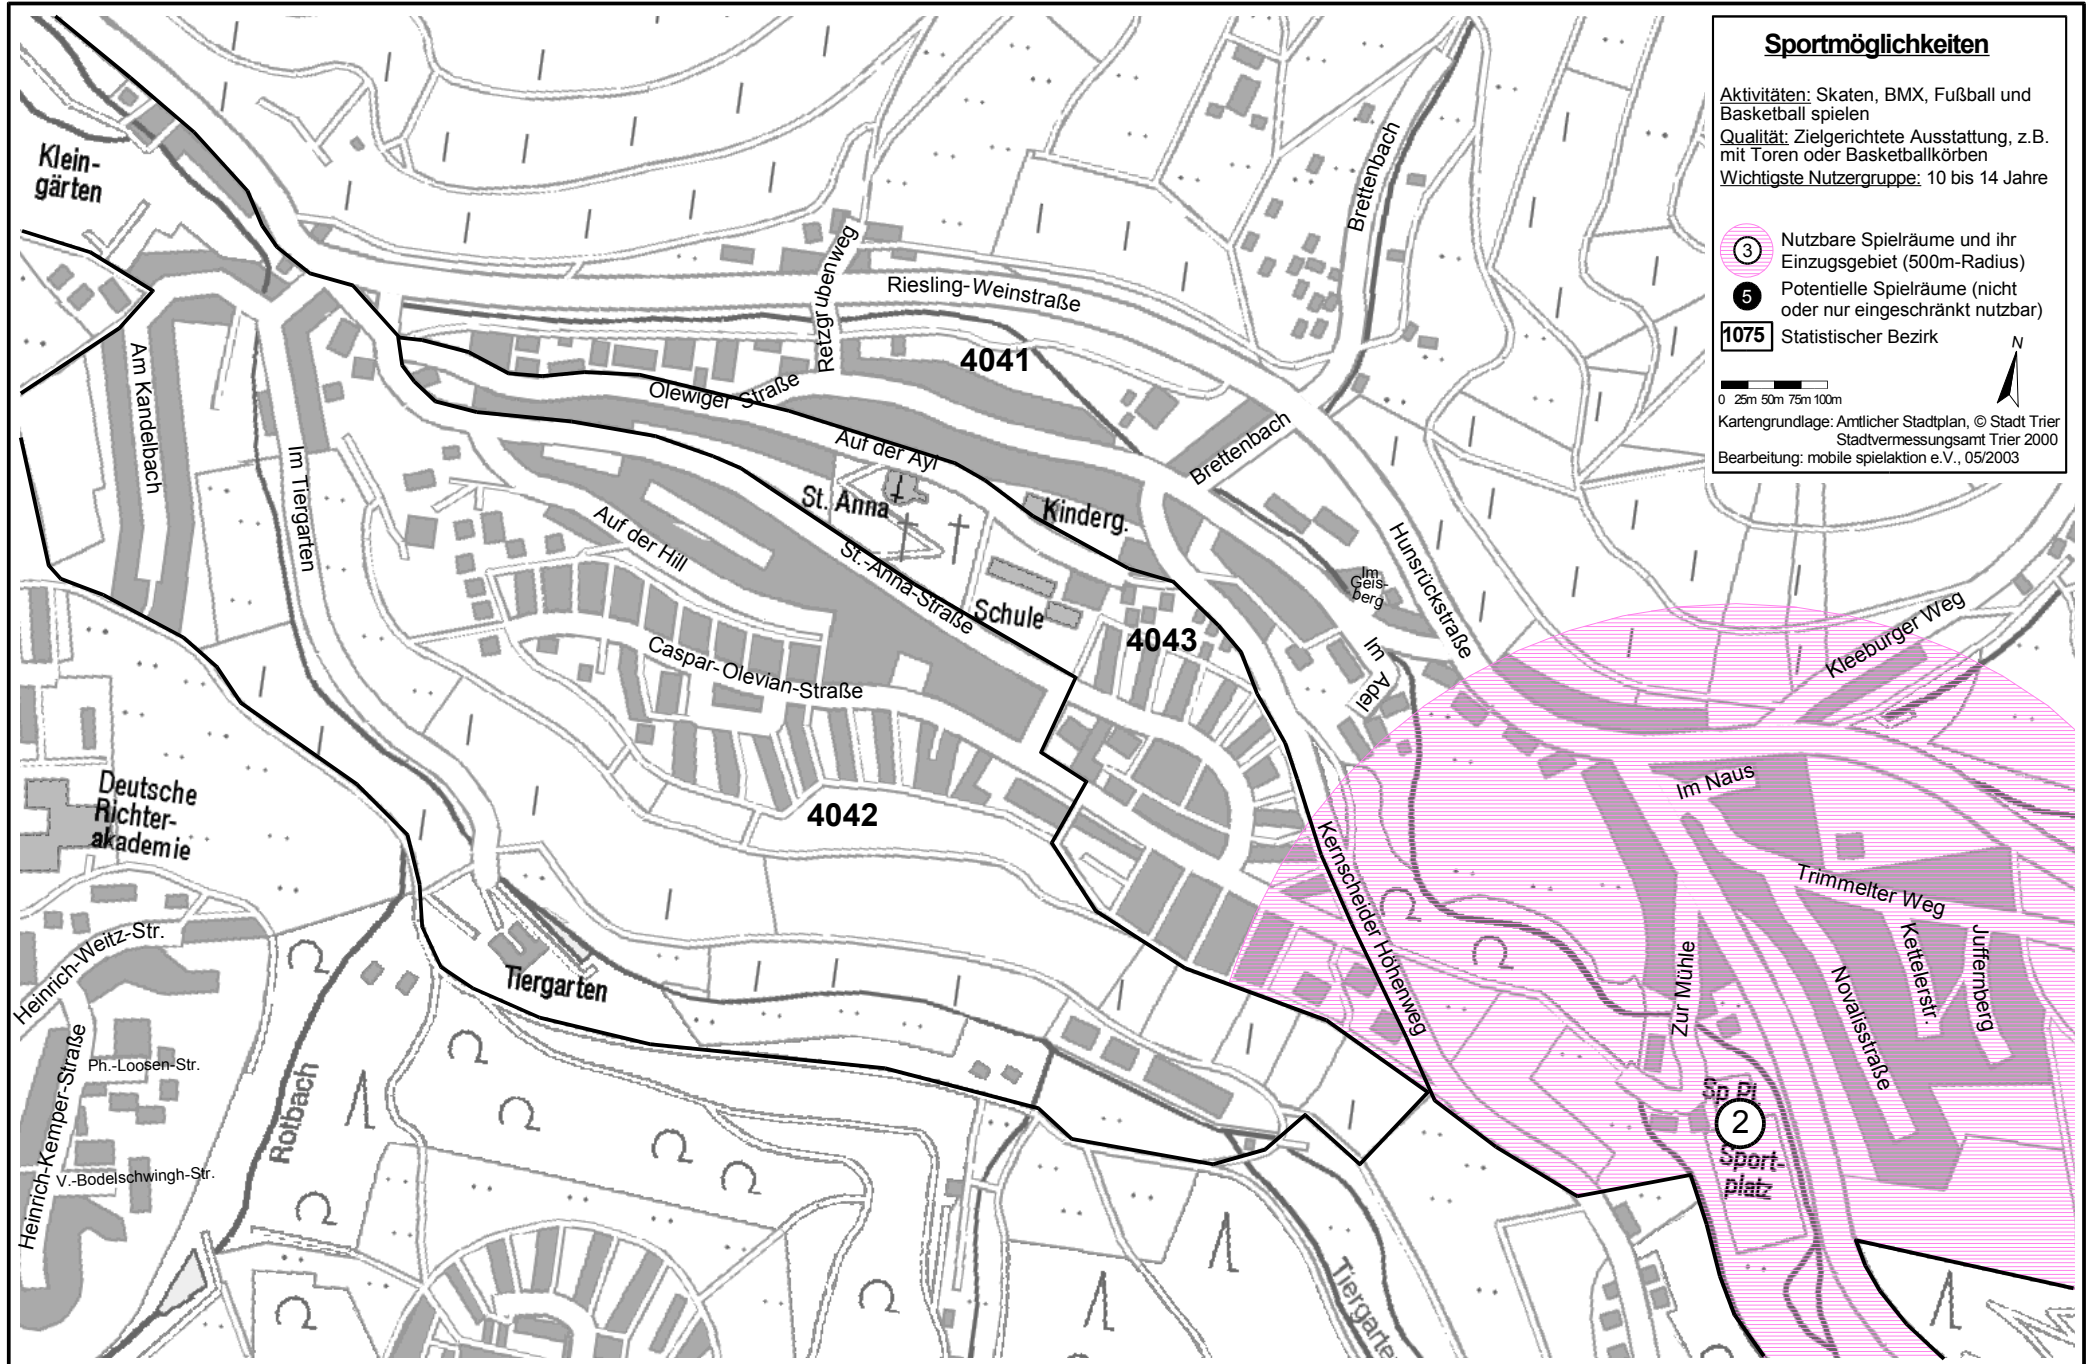 Sportmöglichkeiten
Aktivitäten: Skaten, BMX, Fußball und
Basketball spielen
Qualität: Zielgerichtete Ausstattung, z.B.
mit Toren oder Basketballkörben
Wichtigste Nutzergruppe: 10 bis 14 Jahre
3
Nutzbare Spielräume und ihr
Einzugsgebiet (500m-Radius)
5
Potentielle Spielräume (nicht
oder nur eingeschränkt nutzbar)
1075 Statistischer Bezirk
N
0 25m 50m 75m 100m
Kartengrundlage: Amtlicher Stadtplan, © Stadt Trier
Stadtvermessungsamt Trier 2000
Bearbeitung: mobile spielaktion e.V., 05/2003
Klein-
gärten
Brettenbach
Retzgrubenweg
Riesling-Weinstraße
4041
Am Kandelbach
Olewiger Straße
Auf der Ayl
Brettenbach
Im Tiergarten
St. Anna
Kinderg.
Auf der Hill
St.-Anna-Straße
Hunsrückstraße
Im
Geis-
berg
Schule
4043
Im
Adel
Kleeburger Weg
Caspar-Olevian-Straße
4042
Deutsche
Richter-
akademie
Im Naus
Kernscheider Höhenweg
Trimmelter Weg
Heinrich-Weitz-Str.
Tiergarten
Zur Mühle
Novalisstraße
Kettelerstr.
Juffernberg
Heinrich-Kemper-Straße
Ph.-Loosen-Str.
Rotbach
V.-Bodelschwingh-Str.
Sp.Pl.
2
Sport-
platz
Tiergarte